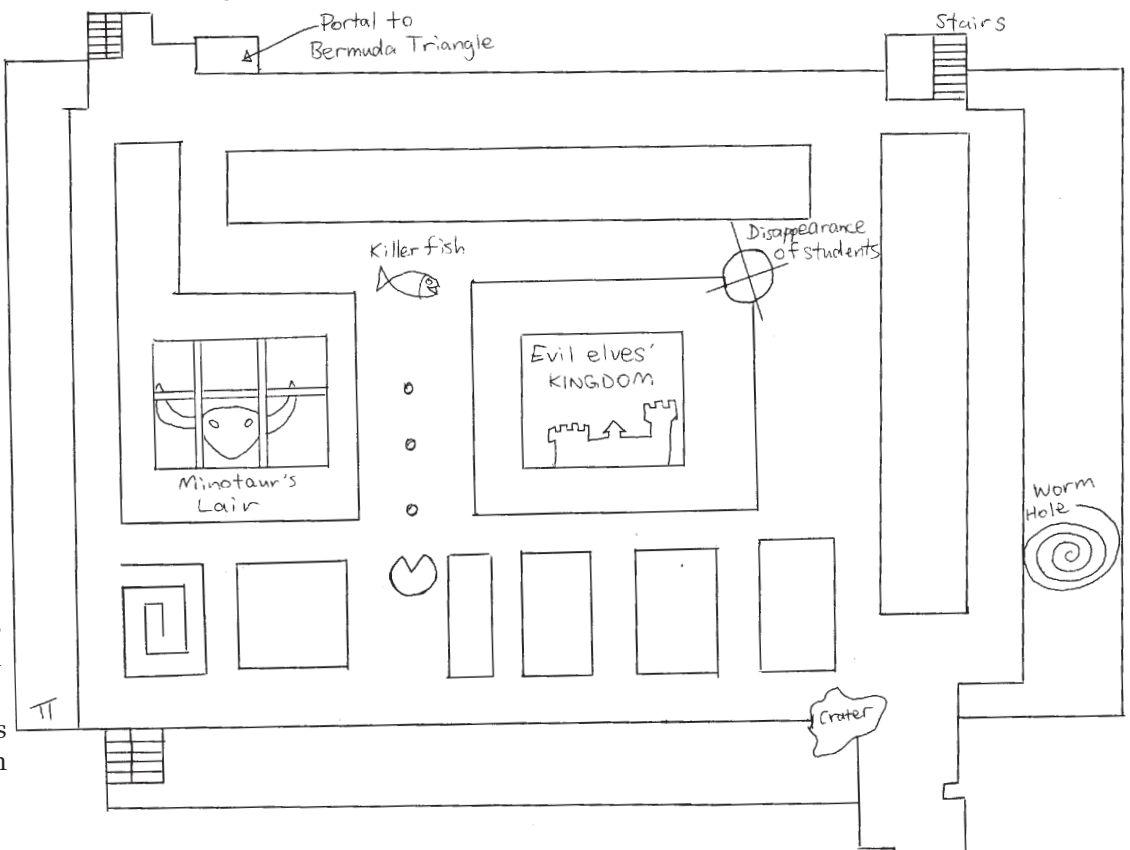 Portal to
Bermuda Triangle
Stairs
Disappearance
of students
Killer fish
Evil elves'
KINGDOM
Minotaur's
Lair
Worm
Hole
π
Crater
s